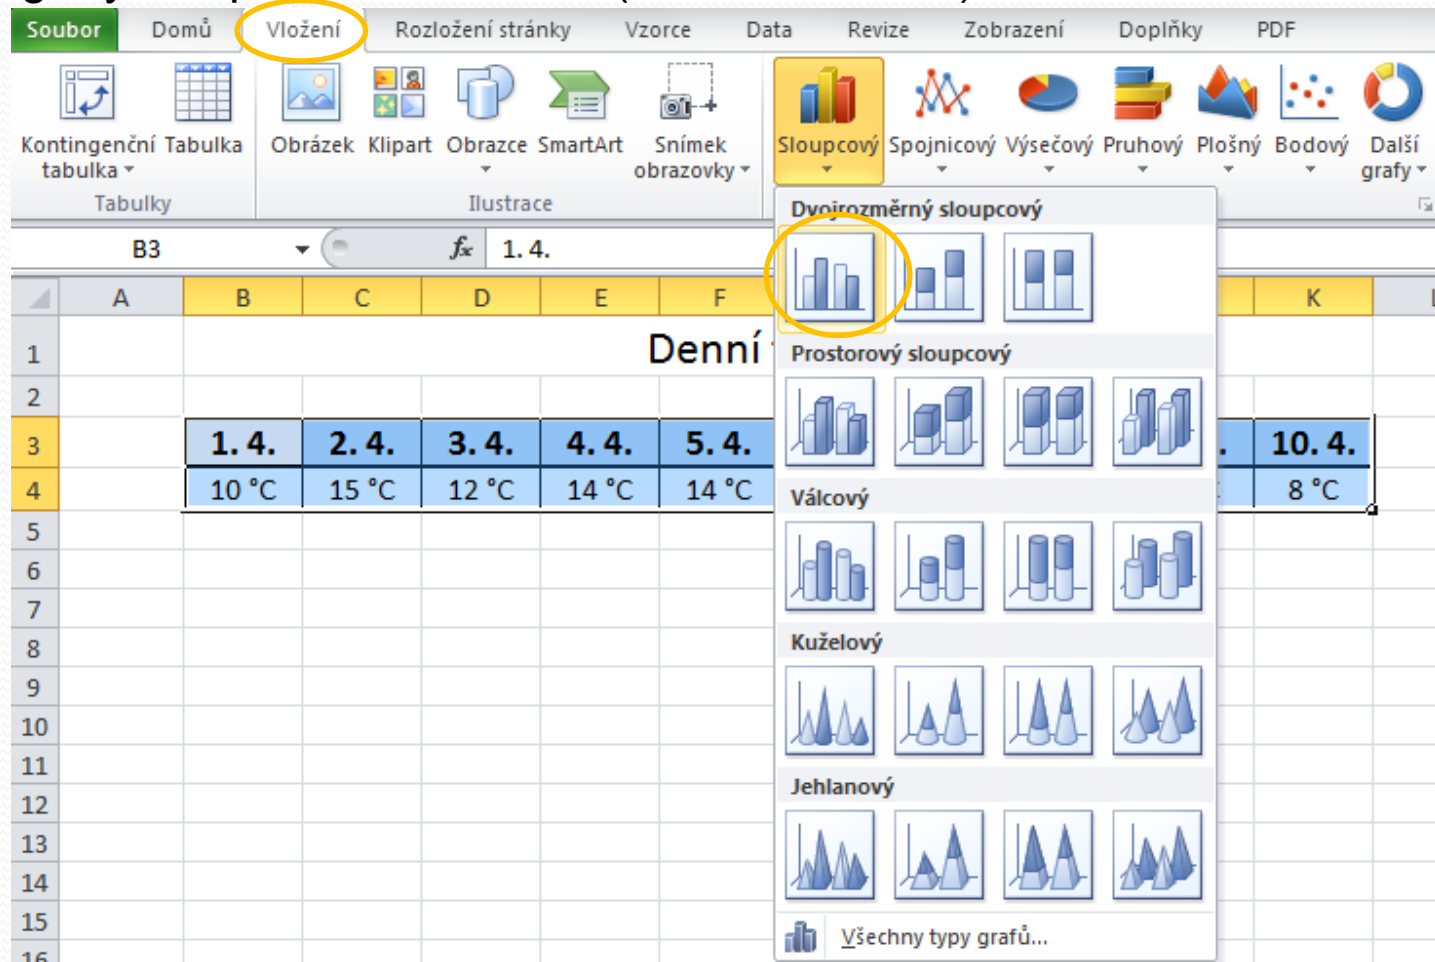 Soubor Domů Vložení Rozložení stránky Vzorce Data Revize Zobrazení Doplňky PDF
Kontingenční tabulka Tabulka Obrázek Klipart Obrazce SmartArt Snímek obrazovky Sloupcový Spojnicový Výsečový Pruhový Plošný Bodový Další grafy
Tabulky Ilustrace
B3 fx 1. 4.
Dvojrozměrný sloupcový
A B C D E F K
1 Denní
Prostorový sloupcový
2
3 1. 4. 2. 4. 3. 4. 4. 4. 5. 4. 10. 4.
4 10 °C 15 °C 12 °C 14 °C 14 °C 8 °C
Válcový
5
6
7
8
Kuželový
9
10
11
Jehlanový
12
13
14
15
Všechny typy grafů...
16